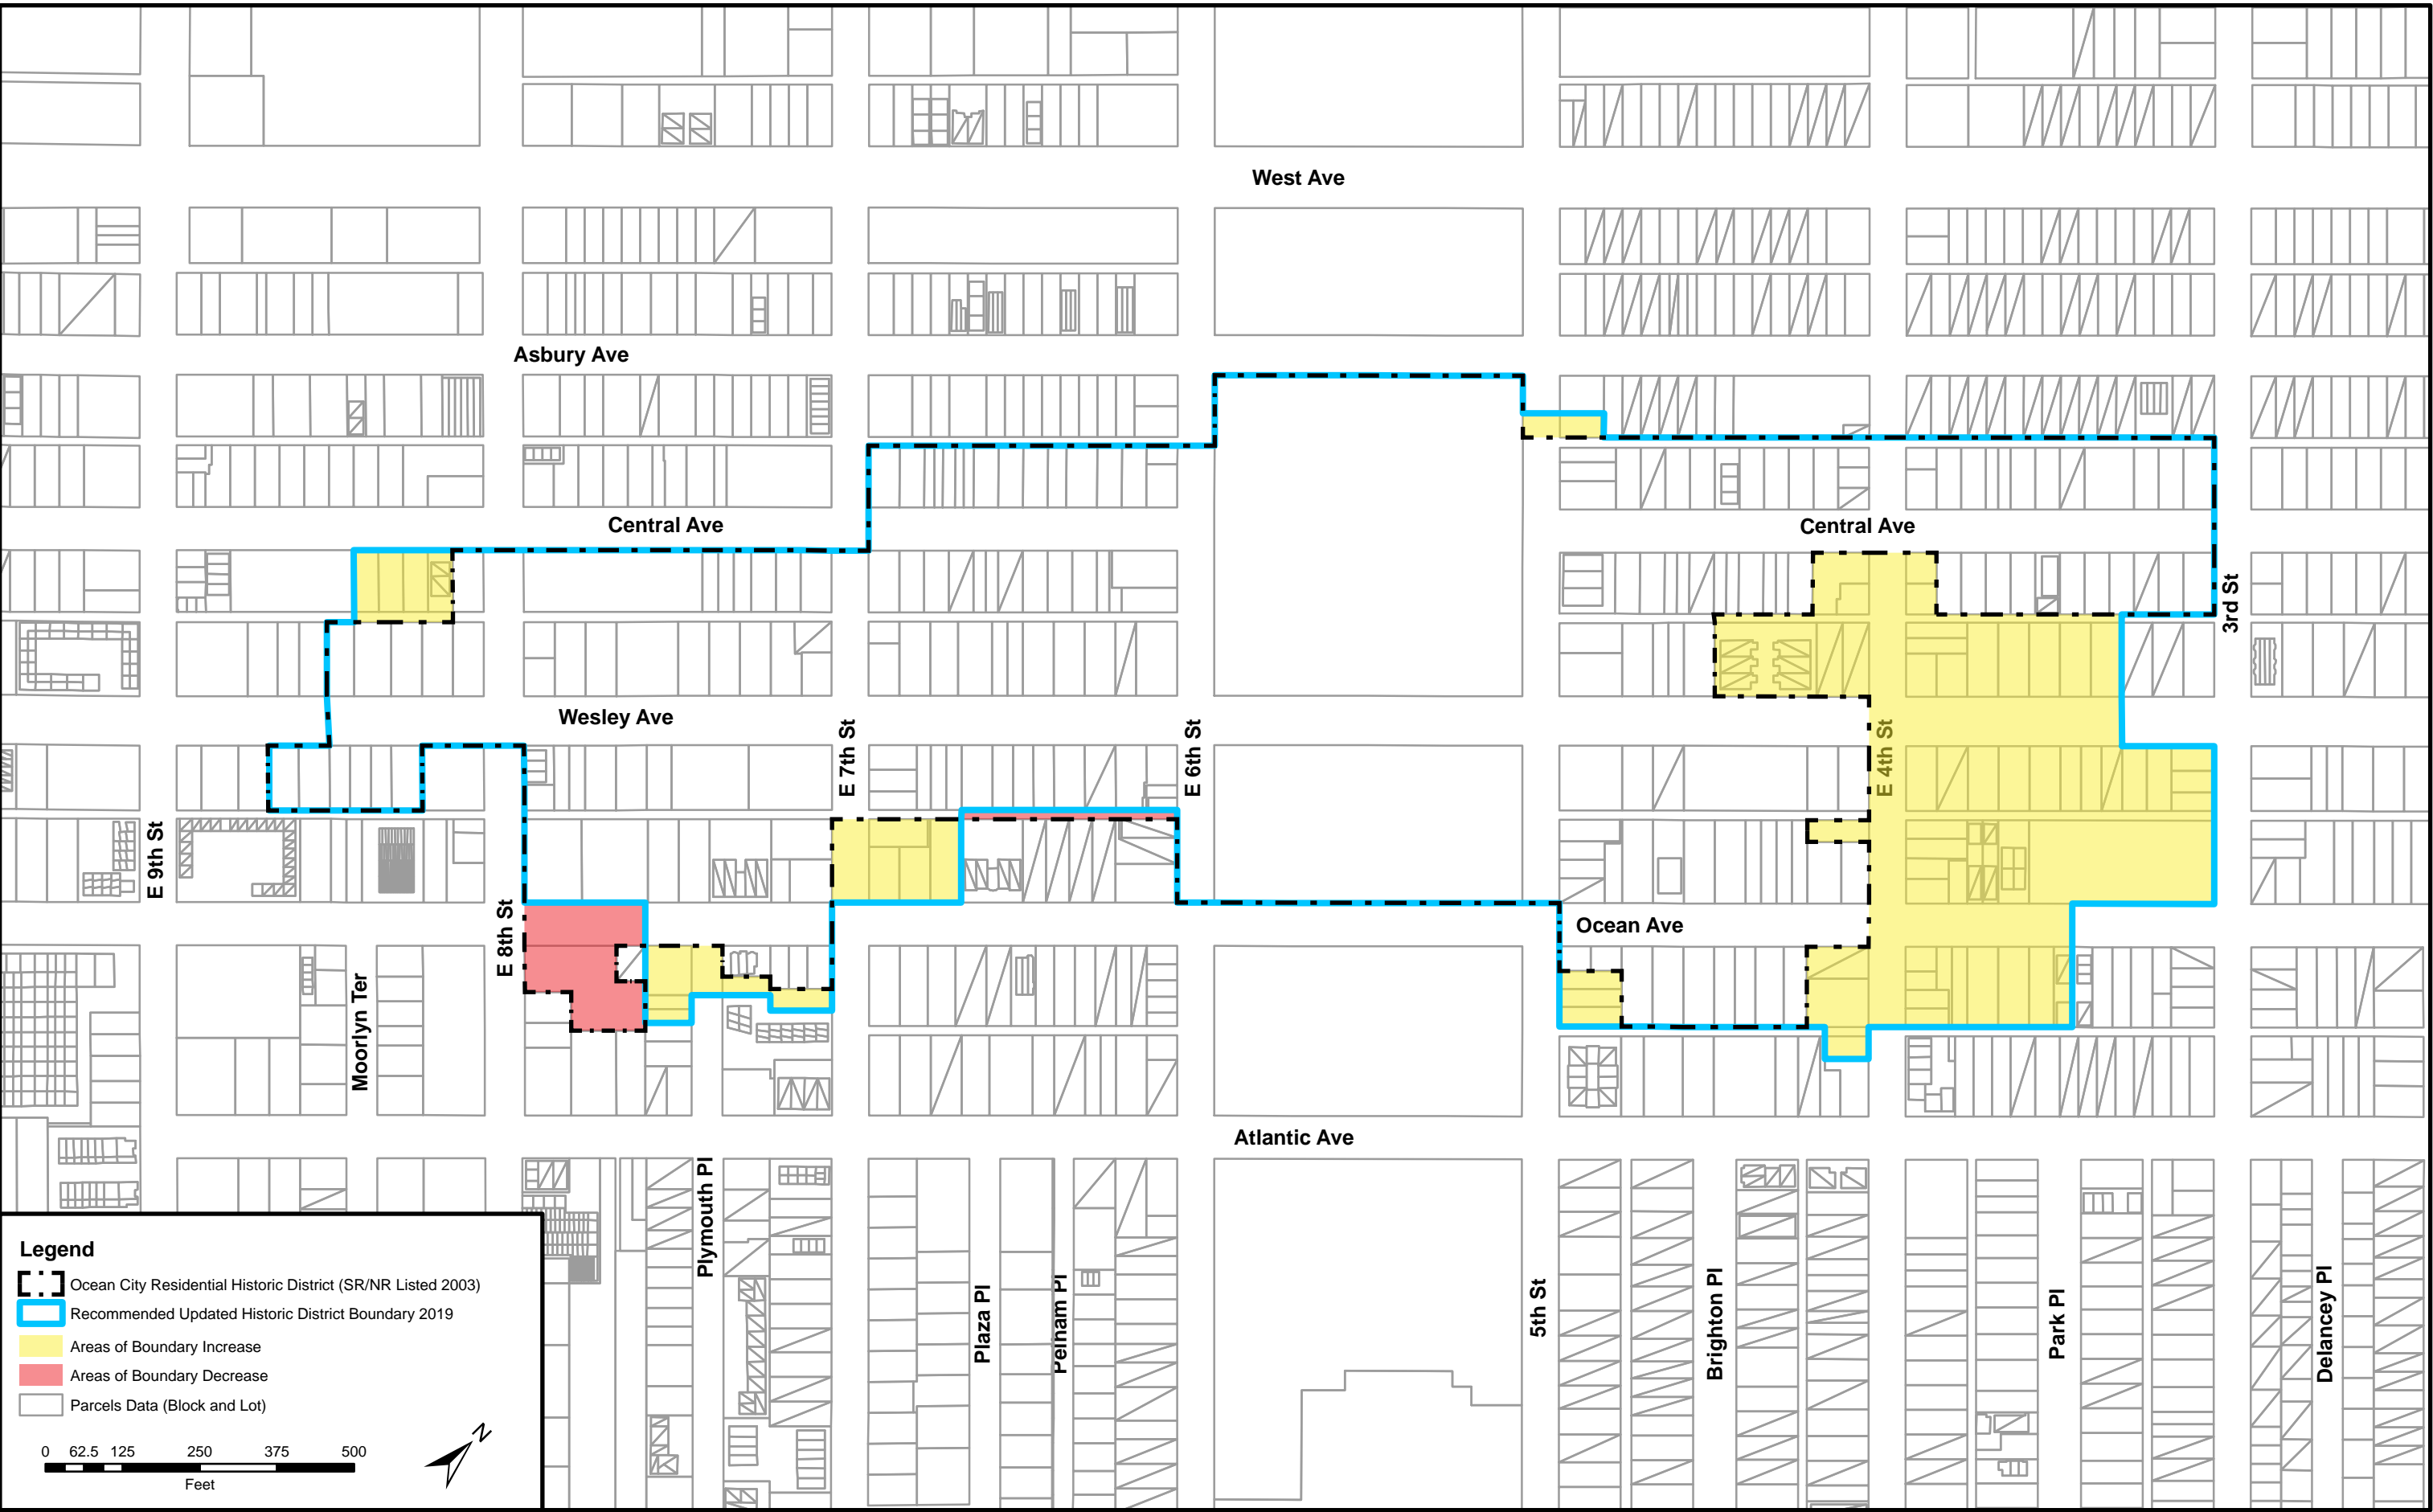 West Ave
Asbury Ave
Central Ave
Central Ave
3rd St
Wesley Ave
E 7th St
E 6th St
E 4th St
E 9th St
E 8th St
Ocean Ave
Moorlyn Ter
Atlantic Ave
Plymouth Pl
Plaza Pl
Pelham Pl
5th St
Brighton Pl
Park Pl
Delancey Pl
Legend
Ocean City Residential Historic District (SR/NR Listed 2003)
Recommended Updated Historic District Boundary 2019
Areas of Boundary Increase
Areas of Boundary Decrease
Parcels Data (Block and Lot)
0 62.5 125 250 375 500
Feet
N